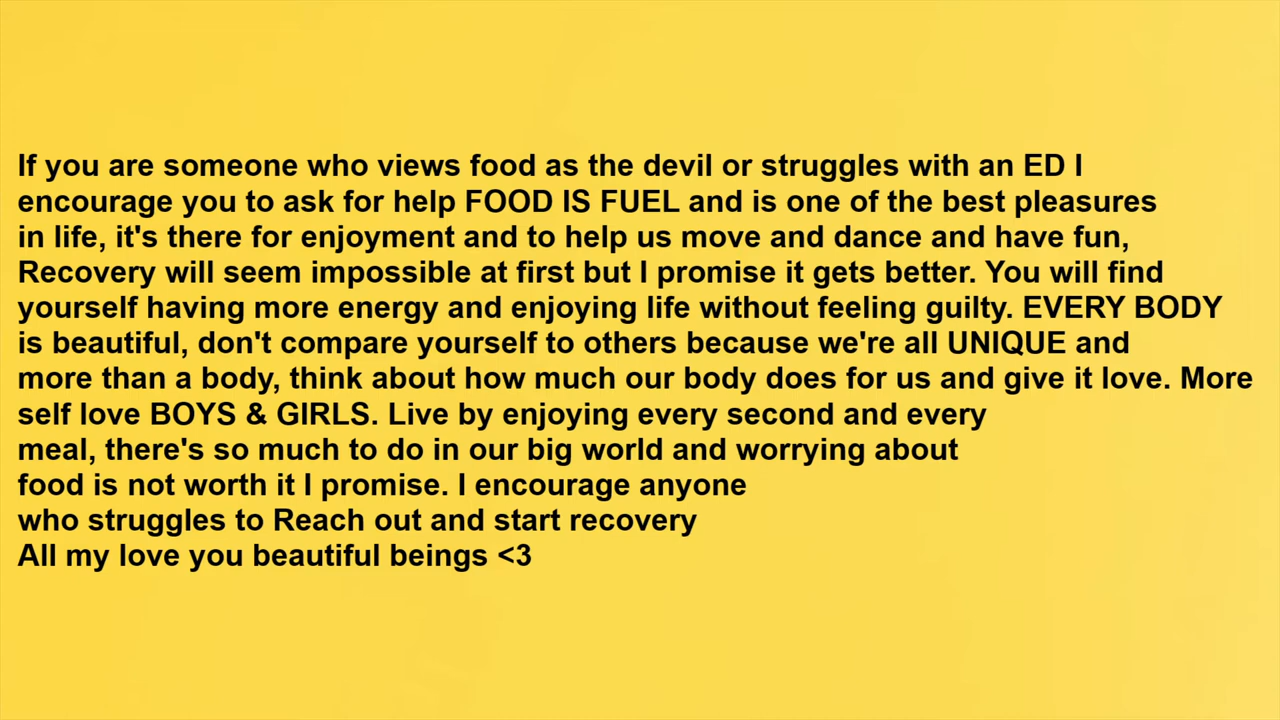 If you are someone who views food as the devil or struggles with an ED I
encourage you to ask for help FOOD IS FUEL and is one of the best pleasures
in life, it's there for enjoyment and to help us move and dance and have fun,
Recovery will seem impossible at first but I promise it gets better. You will find
yourself having more energy and enjoying life without feeling guilty. EVERY BODY
is beautiful, don't compare yourself to others because we're all UNIQUE and
more than a body, think about how much our body does for us and give it love. More
self love BOYS & GIRLS. Live by enjoying every second and every
meal, there's so much to do in our big world and worrying about
food is not worth it I promise. I encourage anyone
who struggles to Reach out and start recovery
All my love you beautiful beings <3